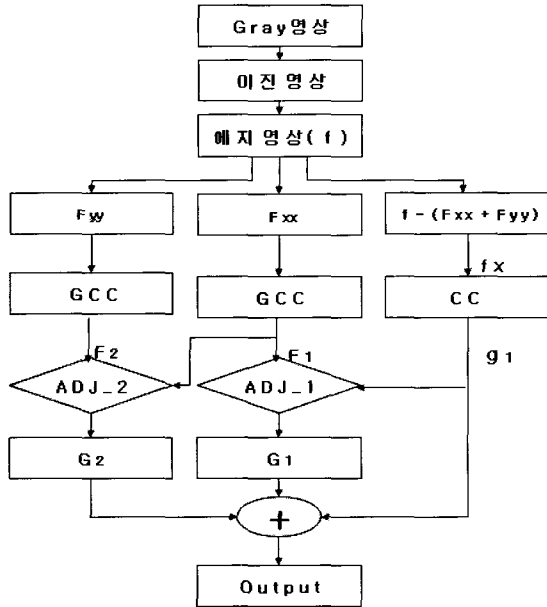 Gray영상
이진영상
에지영상(f)
Fyy
Fxx
f-(Fxx + Fyy)
fx
GCC
GCC
CC
F2
F1
g1
ADJ_2
ADJ_1
G2
G1
+
Output